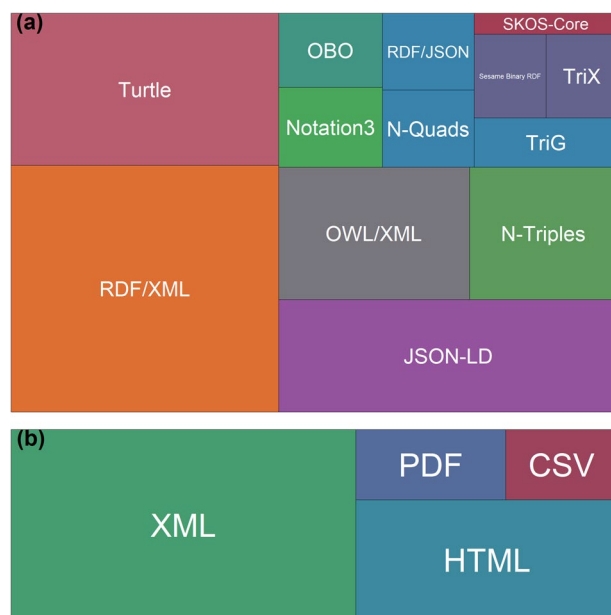 (a)
Turtle
OBO
RDF/JSON
SKOS-Core
Sesame Binary RDF
TriX
Notation3
N-Quads
TriG
RDF/XML
OWL/XML
N-Triples
JSON-LD
(b)
XML
PDF
CSV
HTML